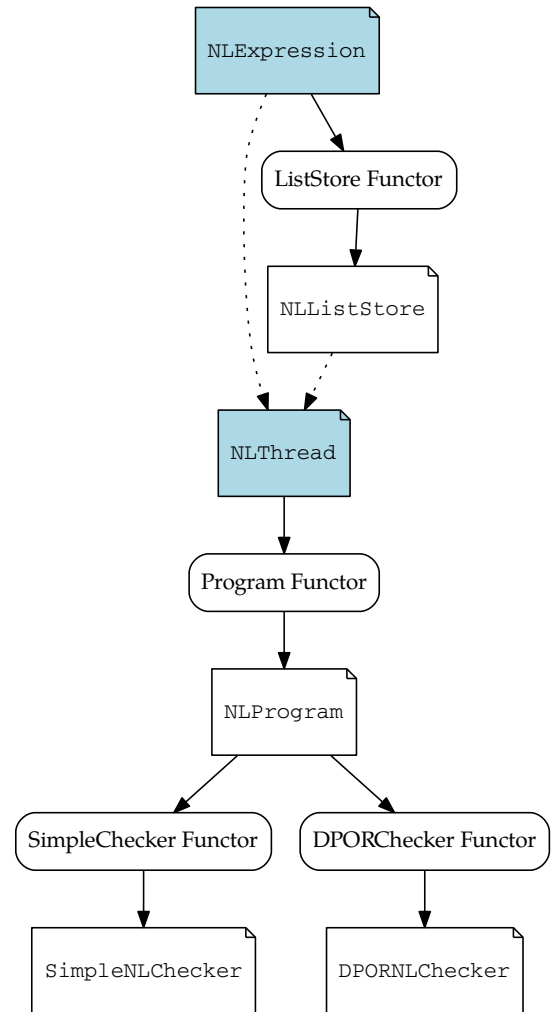 NLExpression
ListStore Functor
NLListStore
NLThread
Program Functor
NLProgram
SimpleChecker Functor
DPORChecker Functor
SimpleNLChecker
DPORNLChecker